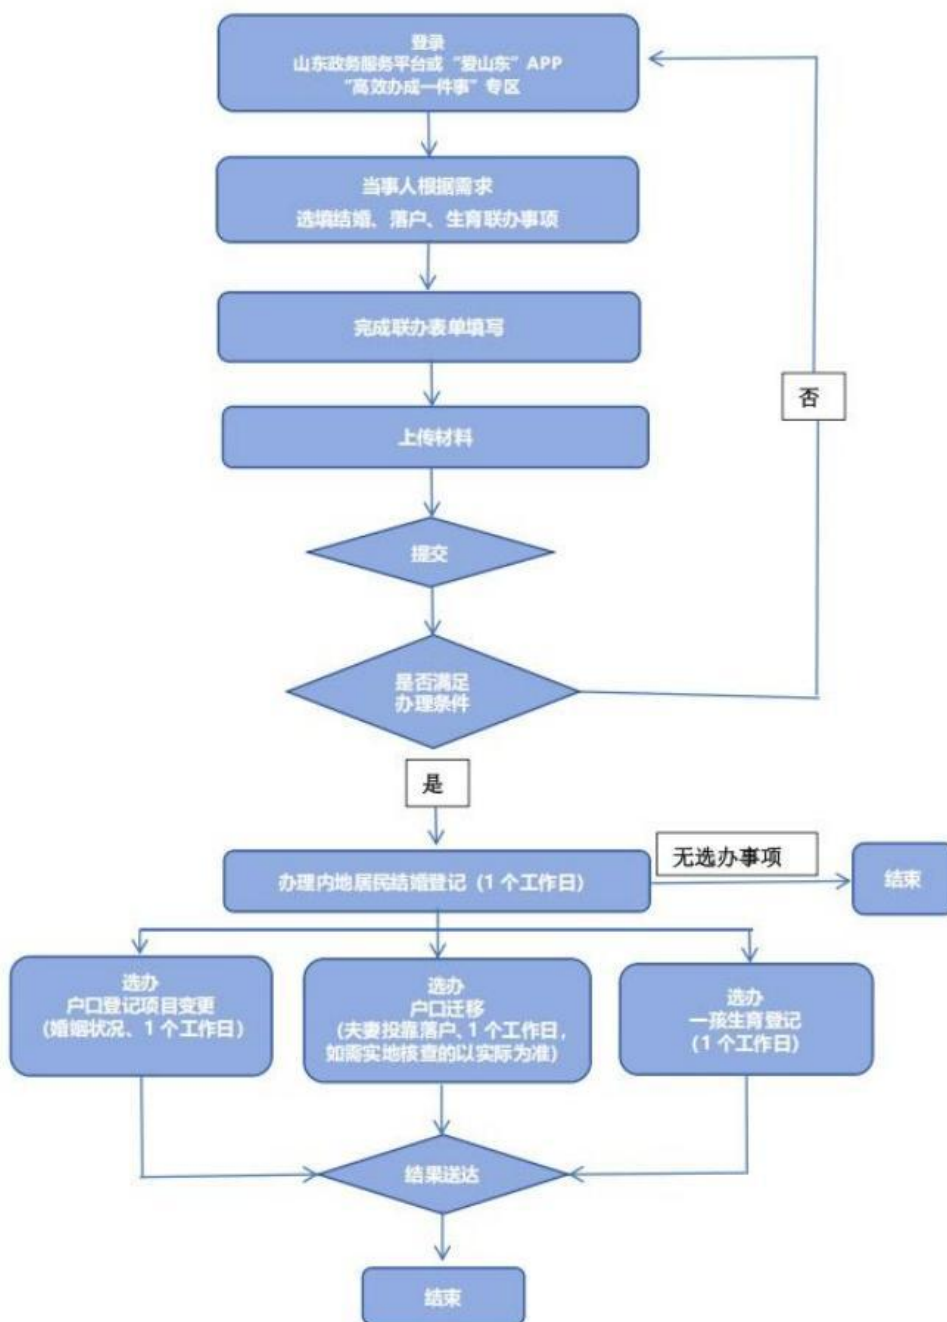 登录
山东政务服务平台或“爱山东”APP
“高效办成一件事”专区
当事人根据需求
选填结婚、落户、生育联办事项
完成联办表单填写
否
上传材料
提交
是否满足
办理条件
是
无选办事项
办理内地居民结婚登记（1 个工作日）
结束
选办
户口登记项目变更
（婚姻状况、1 个工作日）
选办
户口迁移
（夫妻投靠落户、1 个工作日，
如需实地核查的以实际为准）
选办
一孩生育登记
（1 个工作日）
结果送达
结束